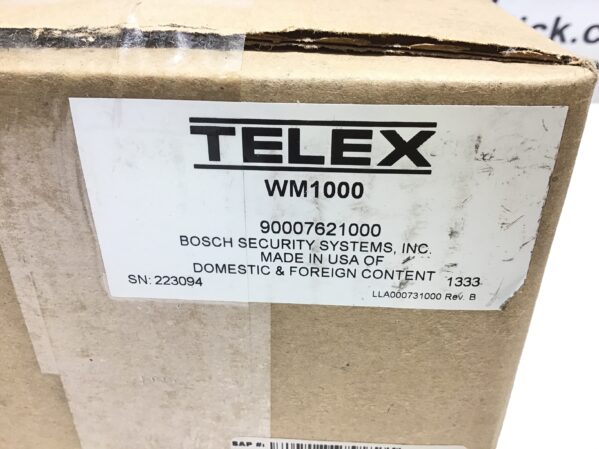 TELEX
WM1000
90007621000
BOSCH SECURITY SYSTEMS, INC.
MADE IN USA OF
DOMESTIC & FOREIGN CONTENT 1333
SN: 223094
LLA000731000 Rev. B
SAP #: